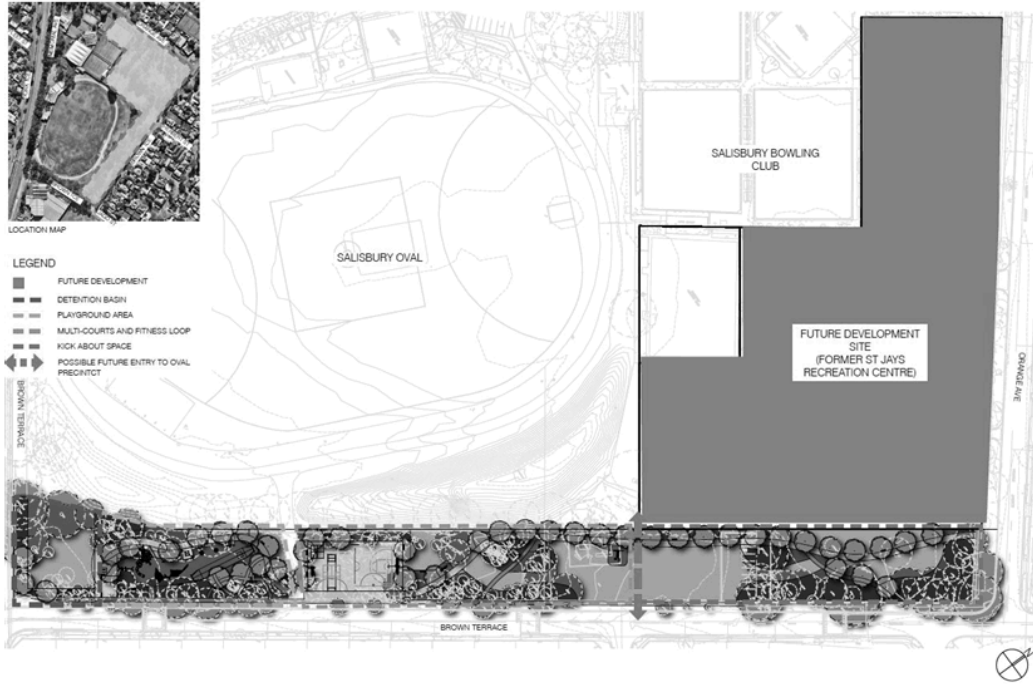 LOCATION MAP
LEGEND
FUTURE DEVELOPMENT
DETENTION BASIN
PLAYGROUND AREA
MULTI-COURTS AND FITNESS LOOP
KICK ABOUT SPACE
POSSIBLE FUTURE ENTRY TO OVAL
PRECINTCT
SALISBURY OVAL
SALISBURY BOWLING
CLUB
FUTURE DEVELOPMENT
SITE
(FORMER ST JAYS
RECREATION CENTRE)
ORANGE AVE
BROWN TERRACE
BROWN TERRACE